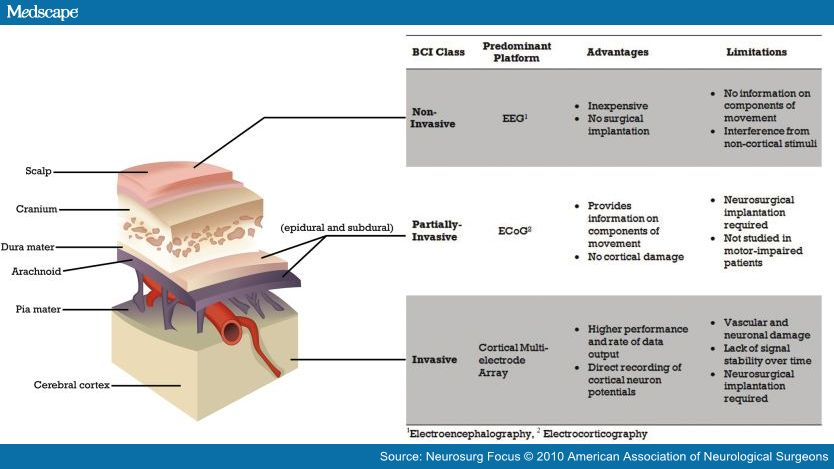 Medscape
BCI Class
Predominant
Platform
Advantages
Limitations
Non-
Invasive
EEG¹
• Inexpensive
• No surgical
implantation
• No information on
components of
movement
• Interference from
non-cortical stimuli
Scalp
Cranium
Dura mater
Arachnoid
Pia mater
Cerebral cortex
(epidural and subdural)
Partially-
Invasive
ECoG²
• Provides
information on
components of
movement
• No cortical damage
• Neurosurgical
implantation
required
• Not studied in
motor-impaired
patients
Invasive
Cortical Multi-
electrode
Array
• Higher performance
and rate of data
output
• Direct recording of
cortical neuron
potentials
• Vascular and
neuronal damage
• Lack of signal
stability over time
• Neurosurgical
implantation
required
¹Electroencephalography, ² Electrocorticography
Source: Neurosurg Focus © 2010 American Association of Neurological Surgeons